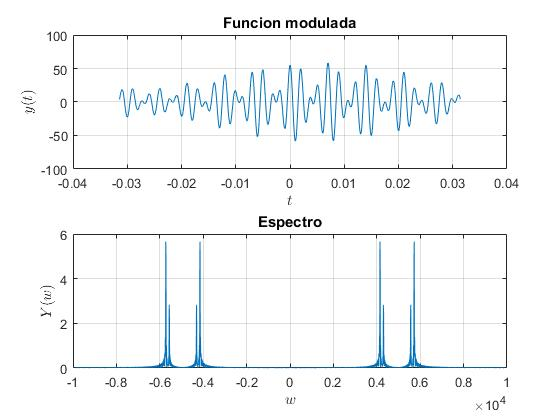 Funcion modulada
100
50
0
-50
-100
y(t)
-0.04 -0.03 -0.02 -0.01 0 0.01 0.02 0.03 0.04
t
Espectro
6
4
2
0
Y(w)
-1 -0.8 -0.6 -0.4 -0.2 0 0.2 0.4 0.6 0.8 1
w
×10⁴